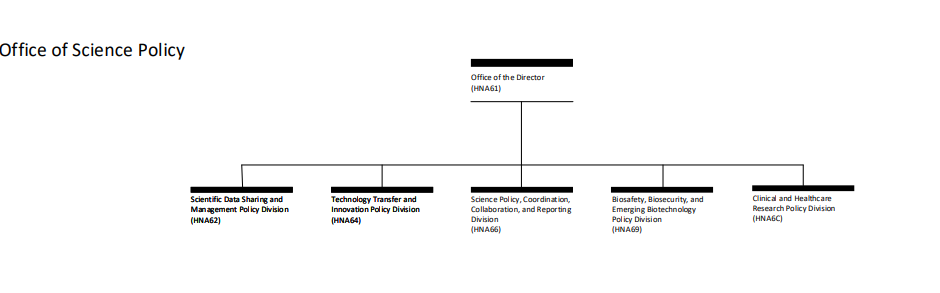 Office of Science Policy
Office of the Director
(HNA61)
Scientific Data Sharing and
Management Policy Division
(HNA62)
Technology Transfer and
Innovation Policy Division
(HNA64)
Science Policy, Coordination,
Collaboration, and Reporting
Division
(HNA66)
Biosafety, Biosecurity, and
Emerging Biotechnology
Policy Division
(HNA69)
Clinical and Healthcare
Research Policy Division
(HNA6C)